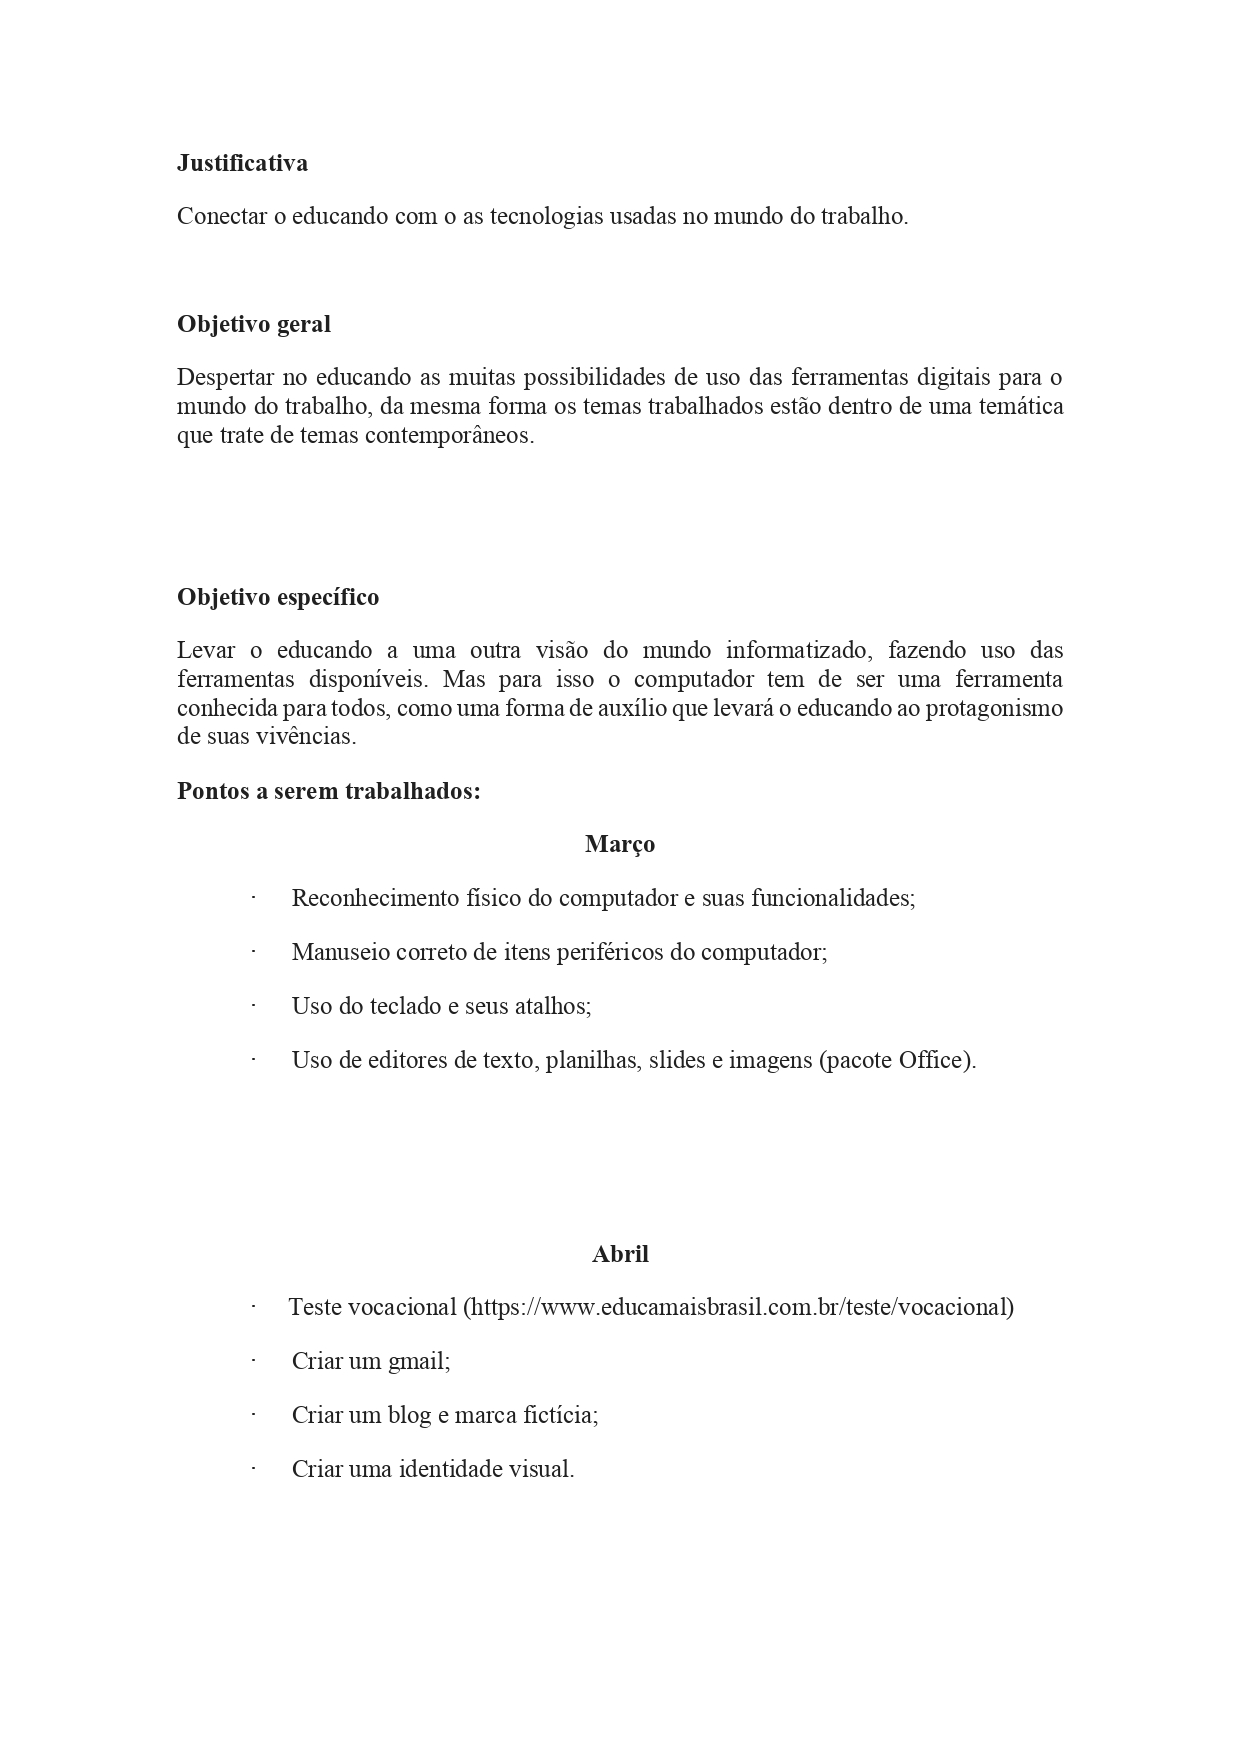 Justificativa
Conectar o educando com o as tecnologias usadas no mundo do trabalho.
Objetivo geral
Despertar no educando as muitas possibilidades de uso das ferramentas digitais para o
mundo do trabalho, da mesma forma os temas trabalhados estão dentro de uma temática
que trate de temas contemporâneos.
Objetivo específico
Levar o educando a uma outra visão do mundo informatizado, fazendo uso das
ferramentas disponíveis. Mas para isso o computador tem de ser uma ferramenta
conhecida para todos, como uma forma de auxílio que levará o educando ao protagonismo
de suas vivências.
Pontos a serem trabalhados:
Março
· Reconhecimento físico do computador e suas funcionalidades;
· Manuseio correto de itens periféricos do computador;
· Uso do teclado e seus atalhos;
· Uso de editores de texto, planilhas, slides e imagens (pacote Office).
Abril
· Teste vocacional (https://www.educamaisbrasil.com.br/teste/vocacional)
· Criar um gmail;
· Criar um blog e marca fictícia;
· Criar uma identidade visual.